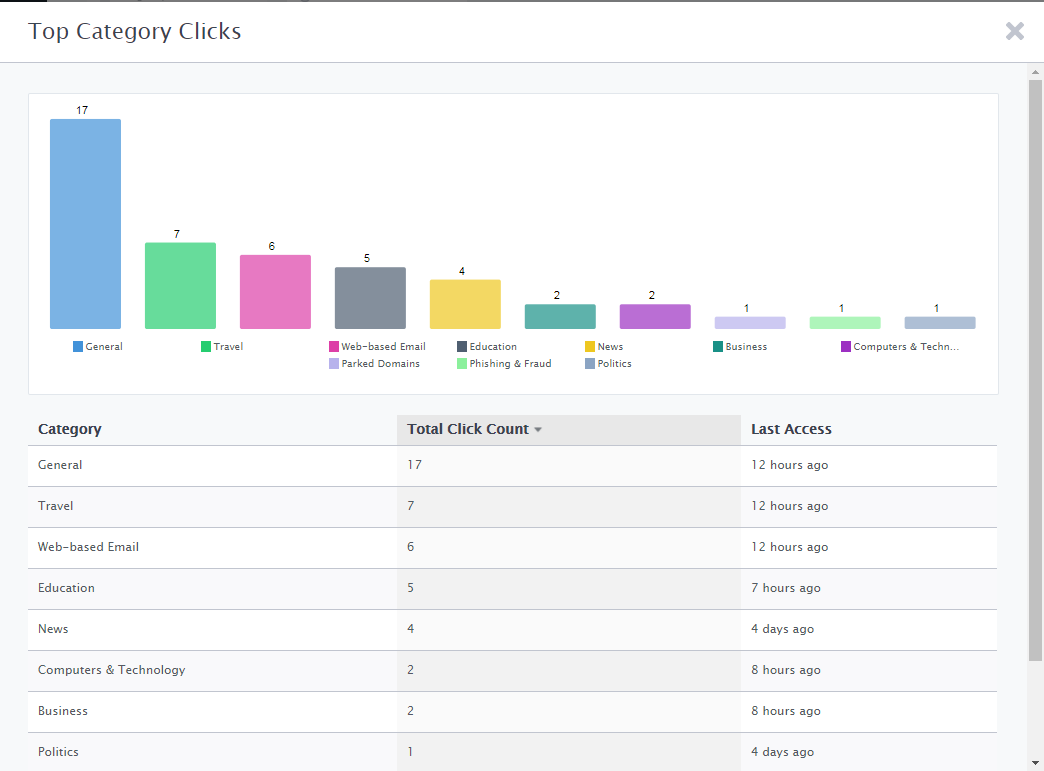 Top Category Clicks
17
7
6
5
4
2
2
1
1
1
General Travel Web-based Email Education News Business Computers & Techn...
Parked Domains Phishing & Fraud Politics
Category Total Click Count Last Access
General 17 12 hours ago
Travel 7 12 hours ago
Web-based Email 6 12 hours ago
Education 5 7 hours ago
News 4 4 days ago
Computers & Technology 2 8 hours ago
Business 2 8 hours ago
Politics 1 4 days ago